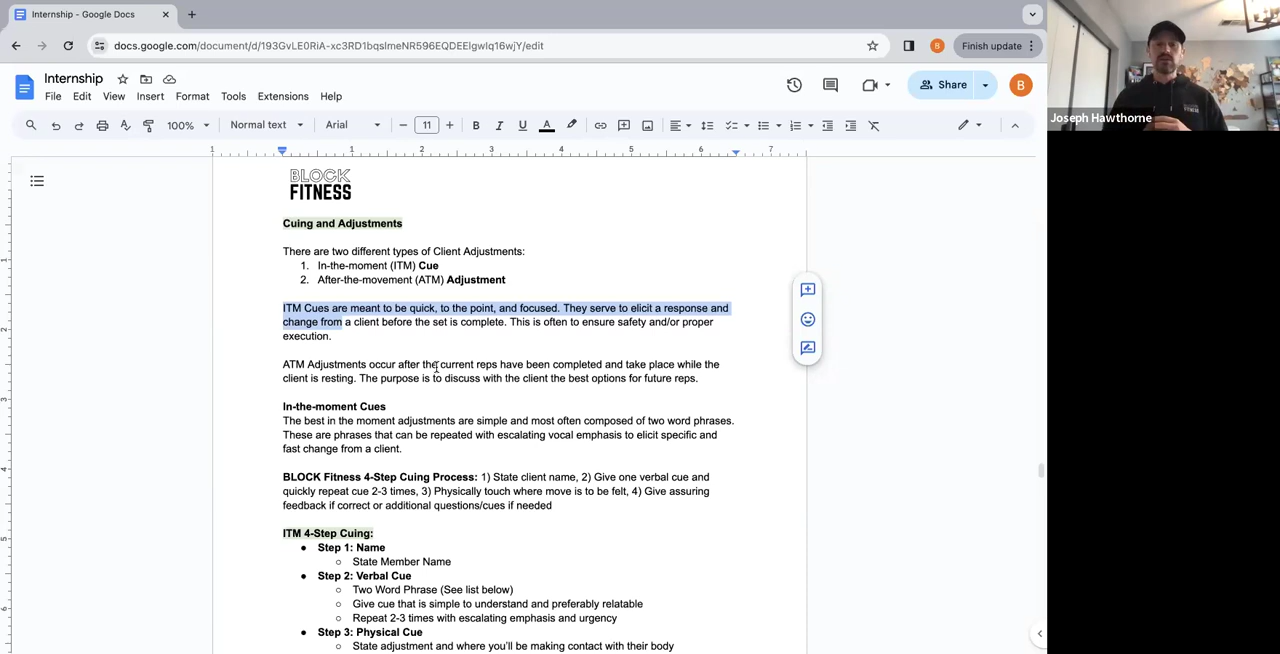 Internship - Google Docs
docs.google.com/document/d/193GvLE0RiA-xc3RD1bqsImeNR596EQDEEIgwIq16wjY/edit
B
Finish update
Internship
File Edit View Insert Format Tools Extensions Help
Share
B
100% Normal text Arial 11 B I U A
1 1 2 3 4 5 6 7
BLOCK
FITNESS
Cuing and Adjustments
There are two different types of Client Adjustments:
1. In-the-moment (ITM) Cue
2. After-the-movement (ATM) Adjustment
ITM Cues are meant to be quick, to the point, and focused. They serve to elicit a response and
change from a client before the set is complete. This is often to ensure safety and/or proper
execution.
ATM Adjustments occur after the current reps have been completed and take place while the
client is resting. The purpose is to discuss with the client the best options for future reps.
In-the-moment Cues
The best in the moment adjustments are simple and most often composed of two word phrases.
These are phrases that can be repeated with escalating vocal emphasis to elicit specific and
fast change from a client.
BLOCK Fitness 4-Step Cuing Process: 1) State client name, 2) Give one verbal cue and
quickly repeat cue 2-3 times, 3) Physically touch where move is to be felt, 4) Give assuring
feedback if correct or additional questions/cues if needed
ITM 4-Step Cuing:
● Step 1: Name
○ State Member Name
● Step 2: Verbal Cue
○ Two Word Phrase (See list below)
○ Give cue that is simple to understand and preferably relatable
○ Repeat 2-3 times with escalating emphasis and urgency
● Step 3: Physical Cue
○ State adjustment and where you'll be making contact with their body
Joseph Hawthorne